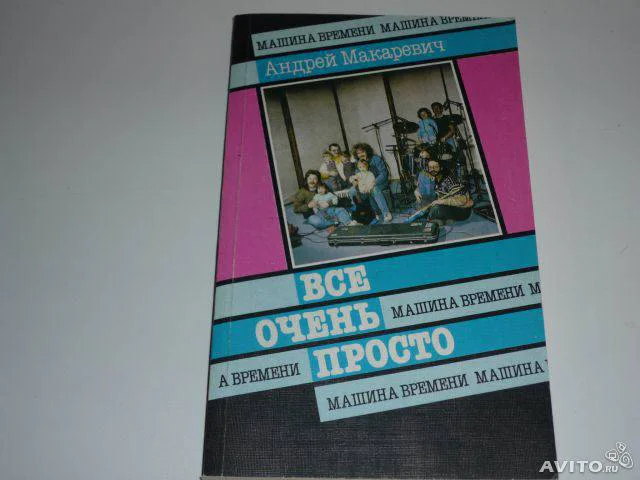 МАШИНА ВРЕМЕНИ МАШИНА ВРЕМЕНИ
Андрей Макаревич
ВСЕ
ОЧЕНЬ
МАШИНА ВРЕМЕНИ М
ПРОСТО
А ВРЕМЕНИ
МАШИНА ВРЕМЕНИ МАШИНА
AVITO.ru